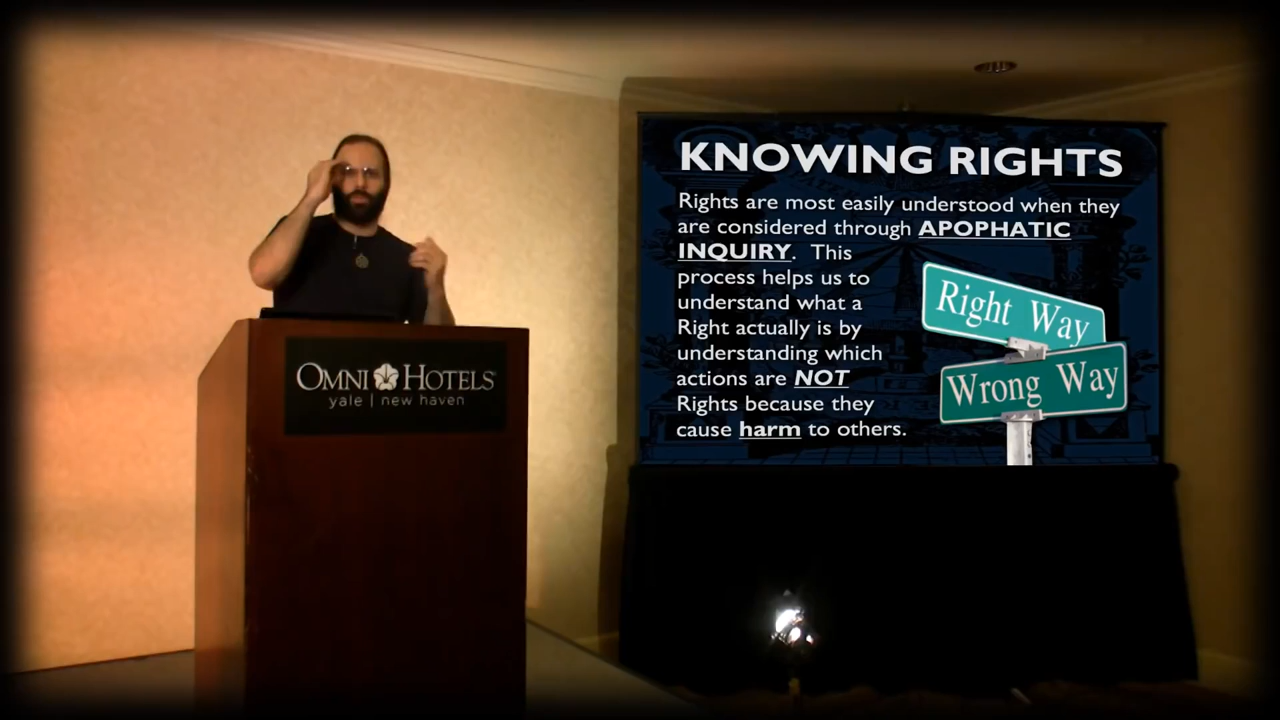 KNOWING RIGHTS
Rights are most easily understood when they
are considered through APOPHATIC
INQUIRY. This
process helps us to
understand what a
Right actually is by
understanding which
actions are NOT
Rights because they
cause harm to others.
Right Way
Wrong Way
OMNI HOTELS
yale | new haven